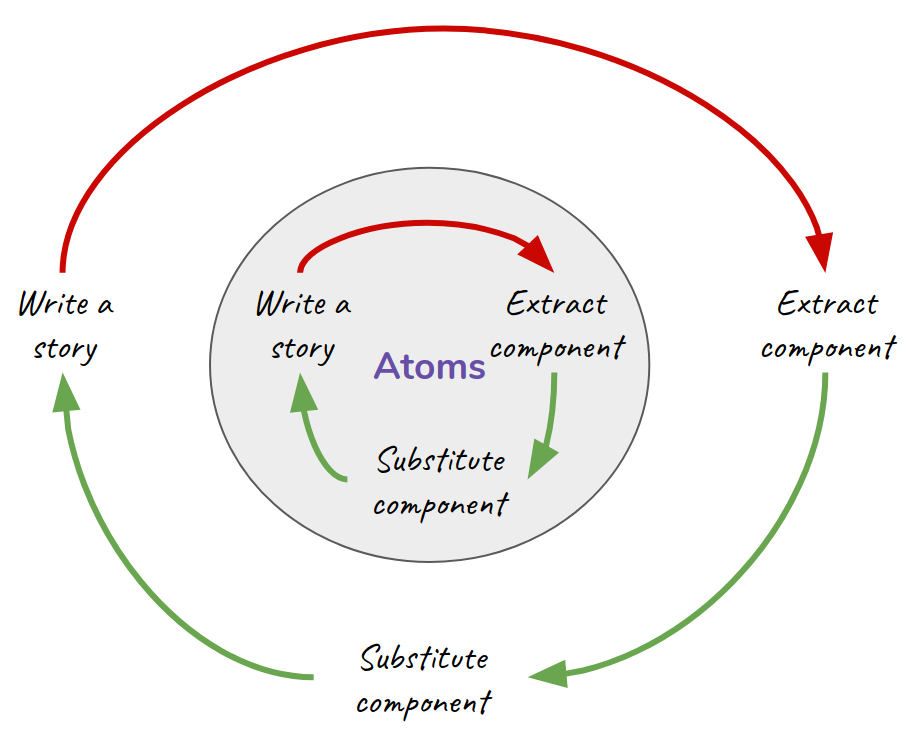 Write a
story
Write a
story
Atoms
Extract
component
Extract
component
Substitute
component
Substitute
component